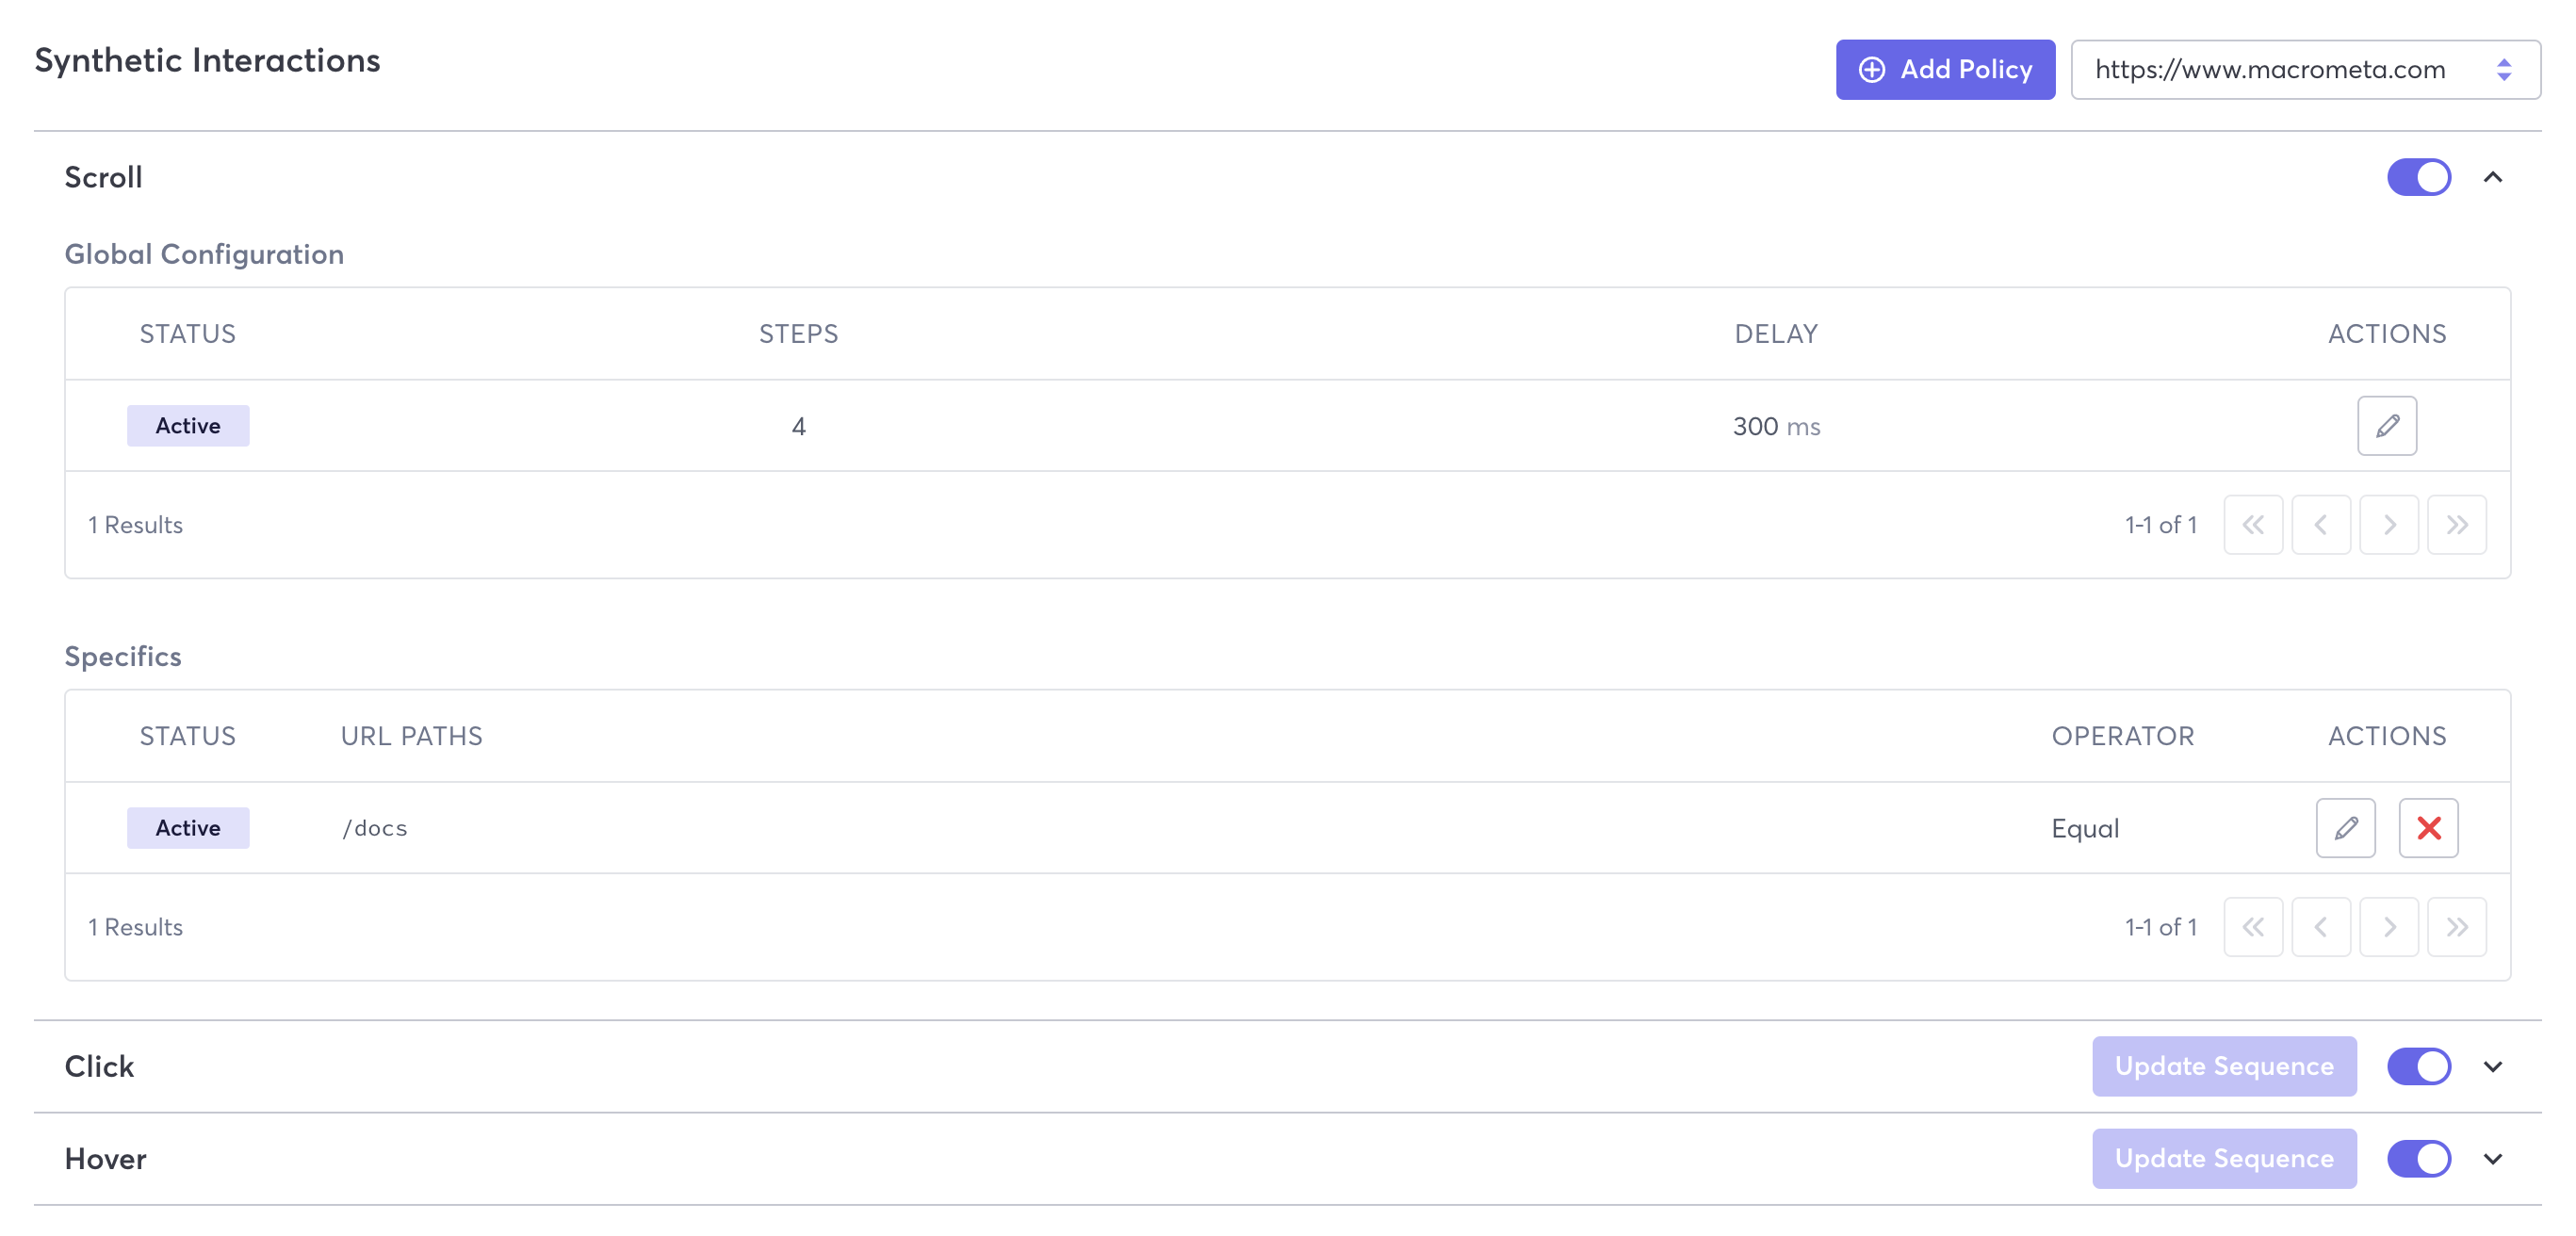 Synthetic Interactions
Add Policy
https://www.macrometa.com
Scroll
Global Configuration
STATUS STEPS DELAY ACTIONS
Active 4 300 ms
1 Results 1-1 of 1
Specifics
STATUS URL PATHS OPERATOR ACTIONS
Active /docs Equal
1 Results 1-1 of 1
Click Update Sequence
Hover Update Sequence